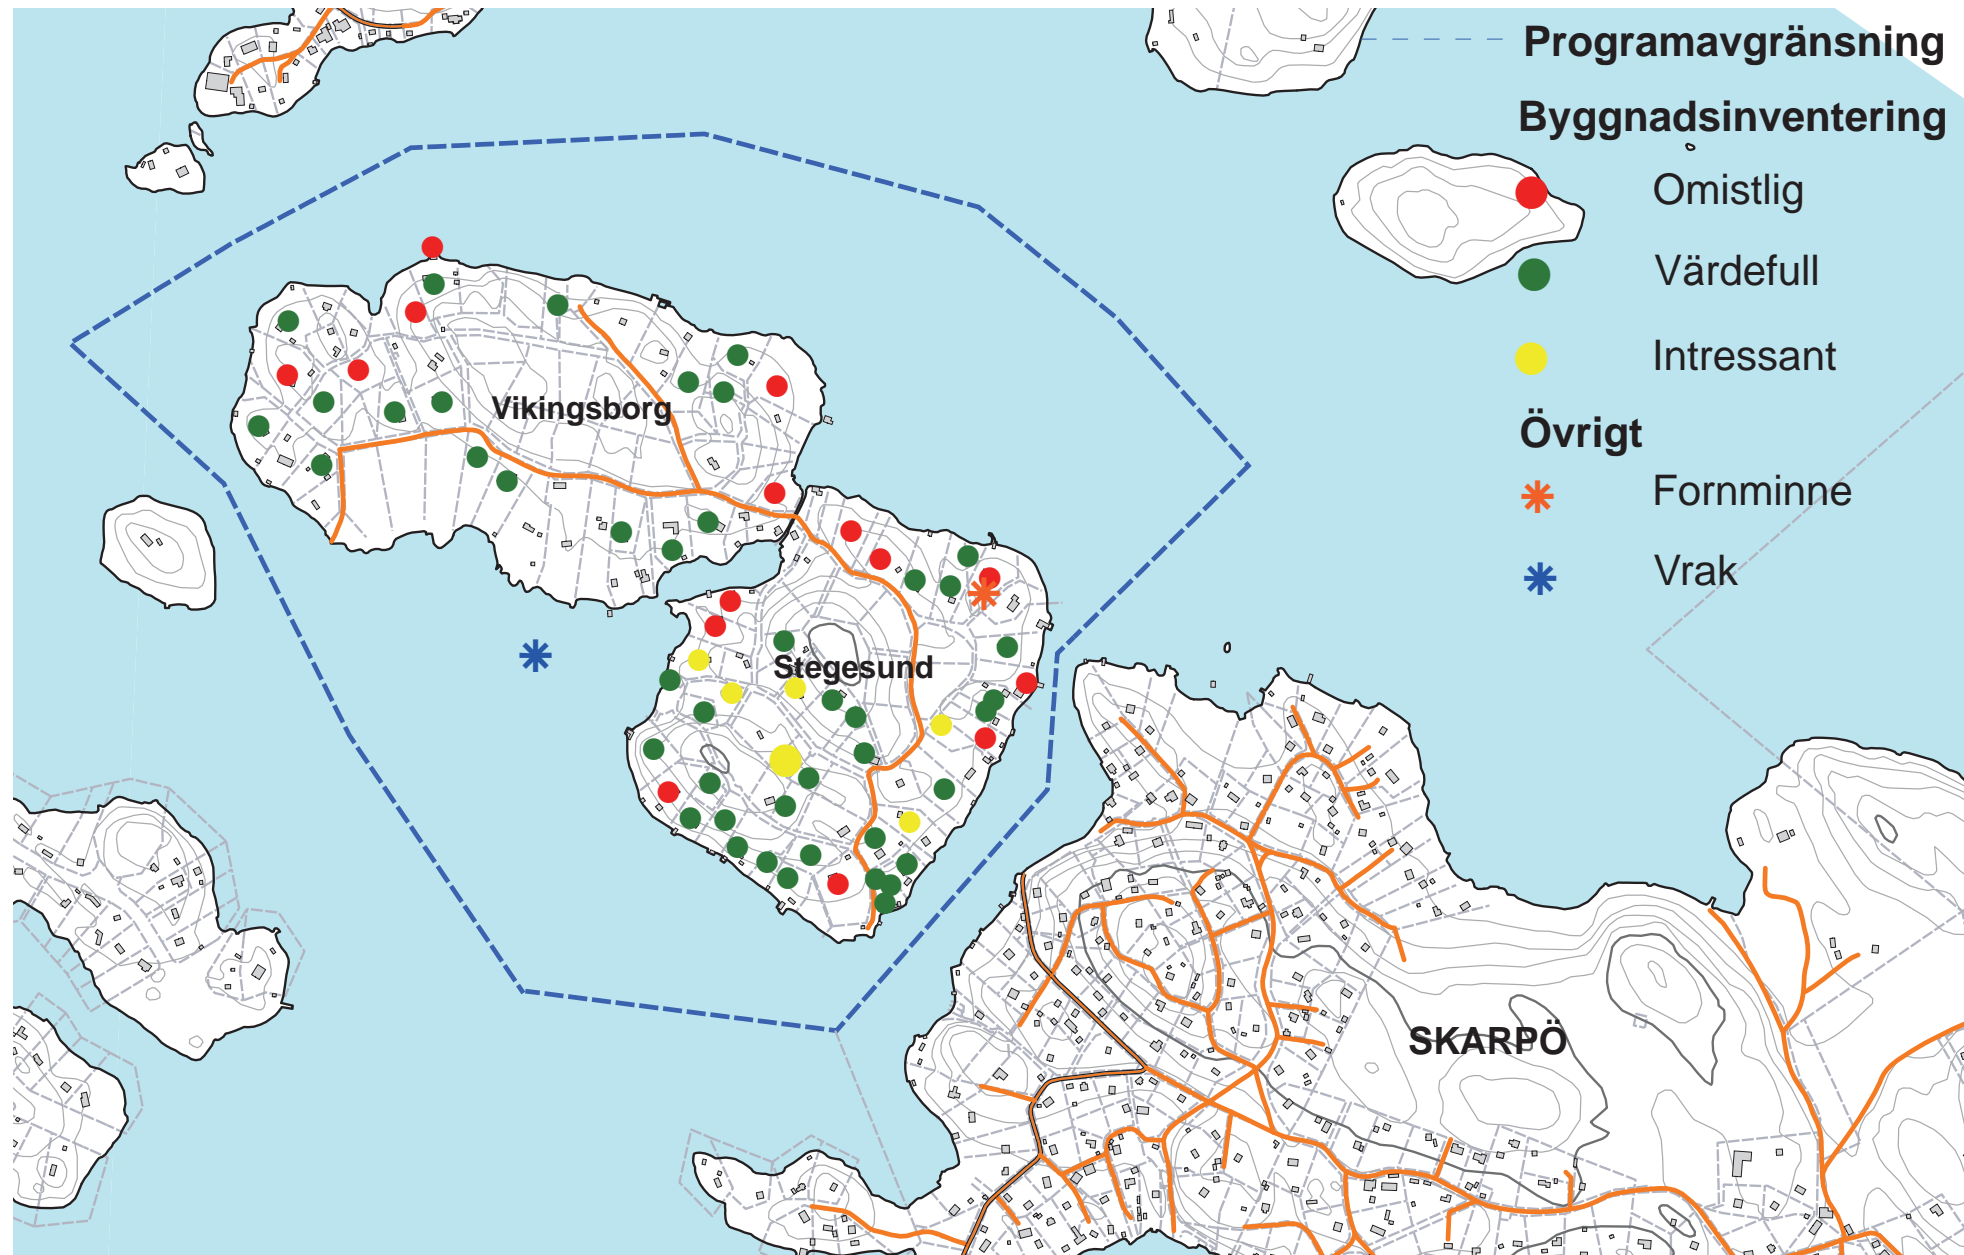 Programavgränsning
Byggnadsinventering
Omistlig
Värdefull
Intressant
Övrigt
Fornminne
Vrak
Vikingsborg
Stegesund
SKARPÖ